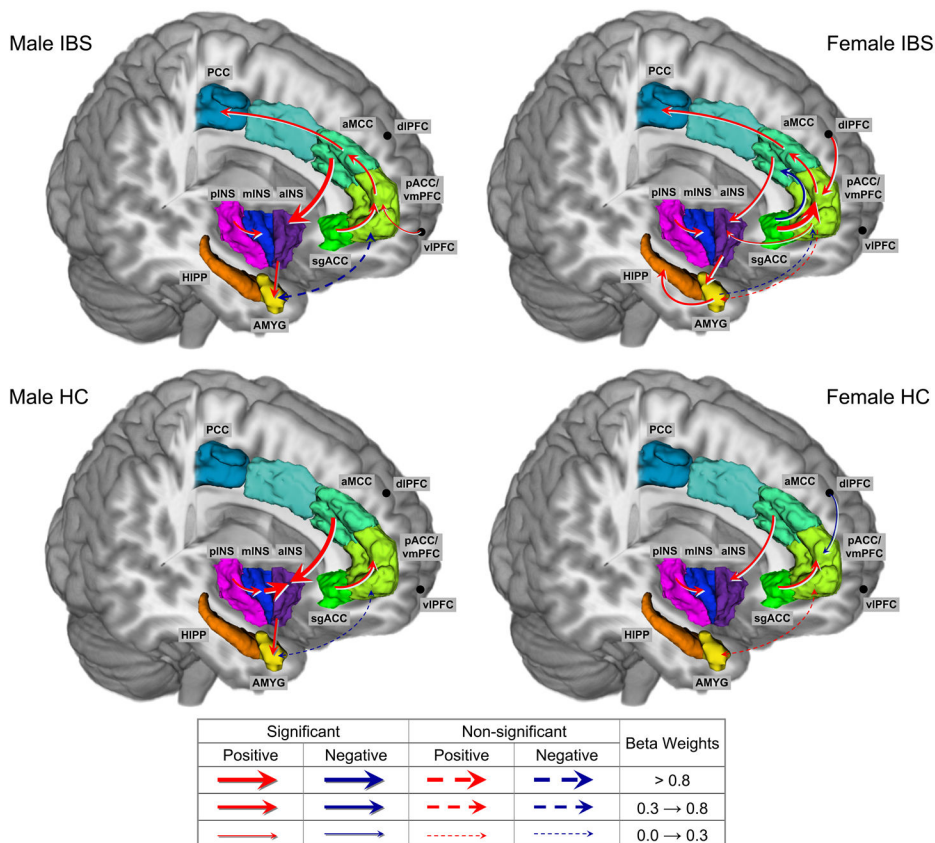 Male IBS
PCC
aMCC
dlPFC
pINS
mINS
aINS
pACC/
vmPFC
vlPFC
sgACC
HIPP
AMYG
Female IBS
PCC
aMCC
dlPFC
pINS
mINS
aINS
pACC/
vmPFC
vlPFC
sgACC
HIPP
AMYG
Male HC
PCC
aMCC
dlPFC
pINS
mINS
aINS
pACC/
vmPFC
vlPFC
sgACC
HIPP
AMYG
Female HC
PCC
aMCC
dlPFC
pINS
mINS
aINS
pACC/
vmPFC
vlPFC
sgACC
HIPP
AMYG
Significant
Non-significant
Beta Weights
Positive
Negative
Positive
Negative
> 0.8
0.3 → 0.8
0.0 → 0.3